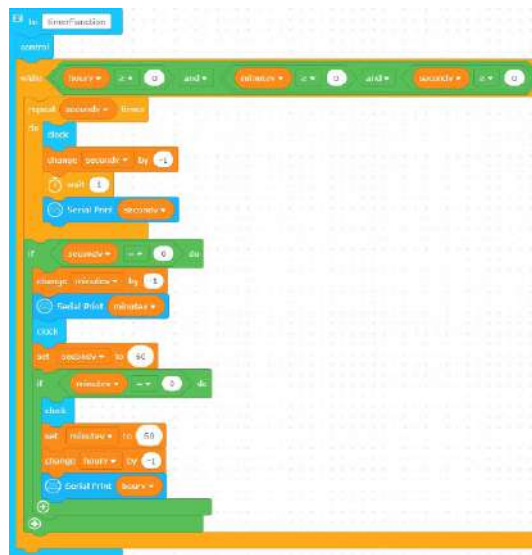 to timerFunction
control
while hours ≥ 0 and minutes ≥ 0 and seconds ≥ 0
repeat seconds times
do clock
change seconds by -1
wait 1
Serial Print seconds
if seconds = 0 do
change minutes by -1
Serial Print minutes
clock
set seconds to 60
if minutes = 0 do
clock
set minutes to 59
change hours by -1
Serial Print hours